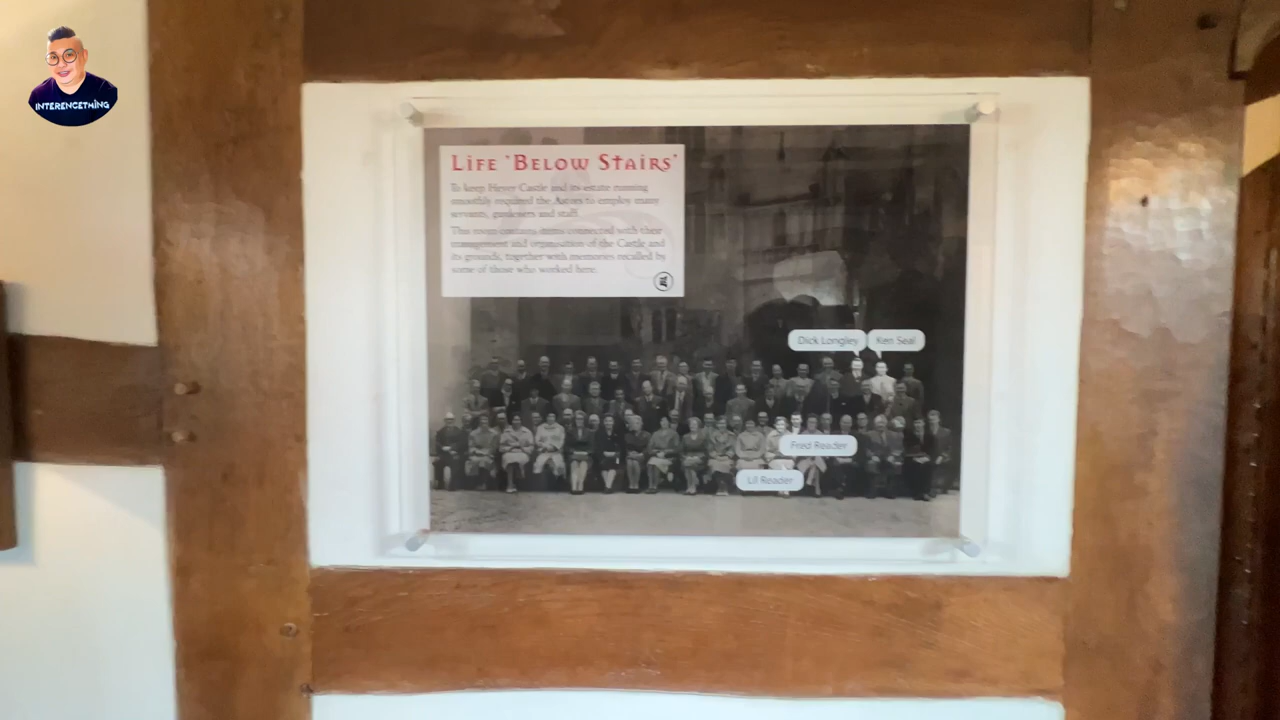 INTERENCETHING
LIFE 'BELOW STAIRS'
To keep Hever Castle and its estate running
smoothly required the Astors to employ many
servants, gardeners and staff.
This room contains items connected with their
management and organisation of the Castle and
its grounds, together with memories recalled by
some of those who worked here.
Dick Longley
Ken Seal
Fred Reader
Lil Reader